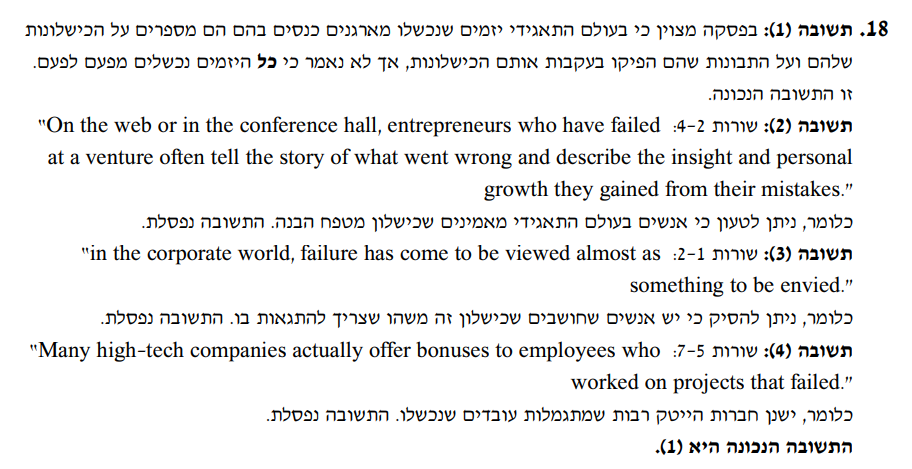 18. תשובה (1): בפסקה מצוין כי בעולם התאגידי יזמים שנכשלו מארגנים כנסים בהם הם מספרים על הכישלונות
שלהם ועל התבונות שהם הפיקו בעקבות אותם הכישלונות, אך לא נאמר כי כל היזמים נכשלים מפעם לפעם.
זו התשובה הנכונה.
תשובה (2): שורות 4-2: "On the web or in the conference hall, entrepreneurs who have failed
at a venture often tell the story of what went wrong and describe the insight and personal
growth they gained from their mistakes."
כלומר, ניתן לטעון כי אנשים בעולם התאגידי מאמינים שכישלון מטפח הבנה. התשובה נפסלת.
תשובה (3): שורות 2-1: "in the corporate world, failure has come to be viewed almost as
something to be envied."
כלומר, ניתן להסיק כי יש אנשים שחושבים שכישלון זה משהו שצריך להתגאות בו. התשובה נפסלת.
תשובה (4): שורות 7-5: "Many high-tech companies actually offer bonuses to employees who
worked on projects that failed."
כלומר, ישנן חברות הייטק רבות שמתגמלות עובדים שנכשלו. התשובה נפסלת.
התשובה הנכונה היא (1).